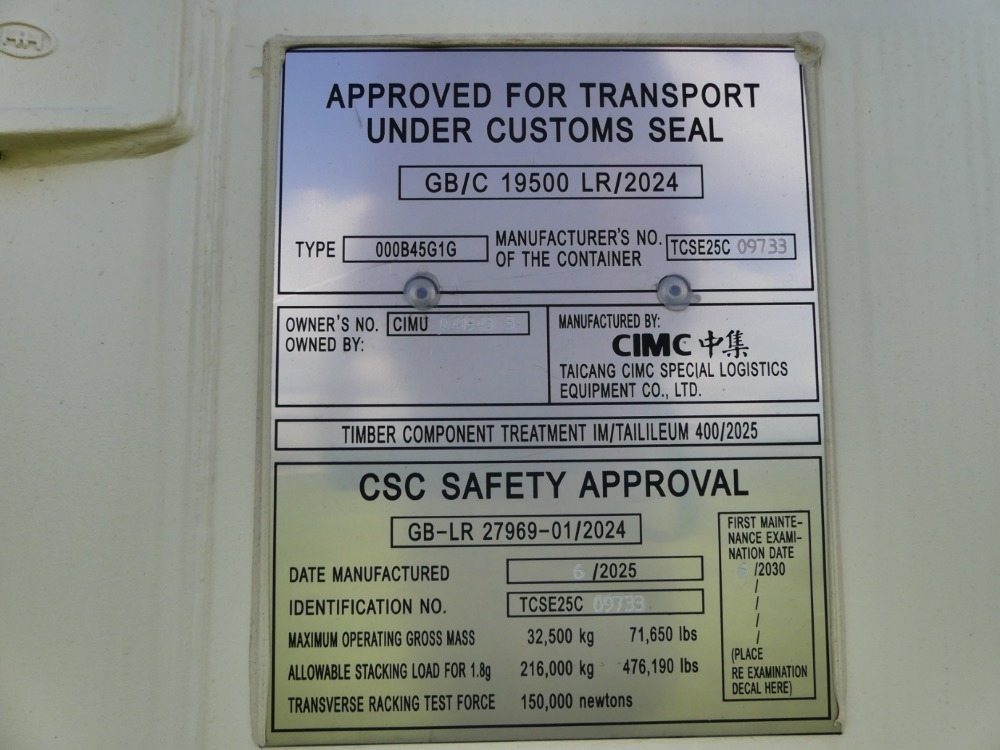 APPROVED FOR TRANSPORT
UNDER CUSTOMS SEAL
GB/C 19500 LR/2024
TYPE 000B45G1G MANUFACTURER'S NO. OF THE CONTAINER TCSE25C 09733
OWNER'S NO. CIMU
OWNED BY:
MANUFACTURED BY:
CIMC 中集
TAICANG CIMC SPECIAL LOGISTICS
EQUIPMENT CO., LTD.
TIMBER COMPONENT TREATMENT IM/TAILILEUM 400/2025
CSC SAFETY APPROVAL
GB-LR 27969-01/2024
DATE MANUFACTURED 6 /2025
IDENTIFICATION NO. TCSE25C 09733
MAXIMUM OPERATING GROSS MASS 32,500 kg 71,650 lbs
ALLOWABLE STACKING LOAD FOR 1.8g 216,000 kg 476,190 lbs
TRANSVERSE RACKING TEST FORCE 150,000 newtons
FIRST MAINTE-
NANCE EXAMI-
NATION DATE
6 /2030
/
/
/
/
(PLACE
RE EXAMINATION
DECAL HERE)